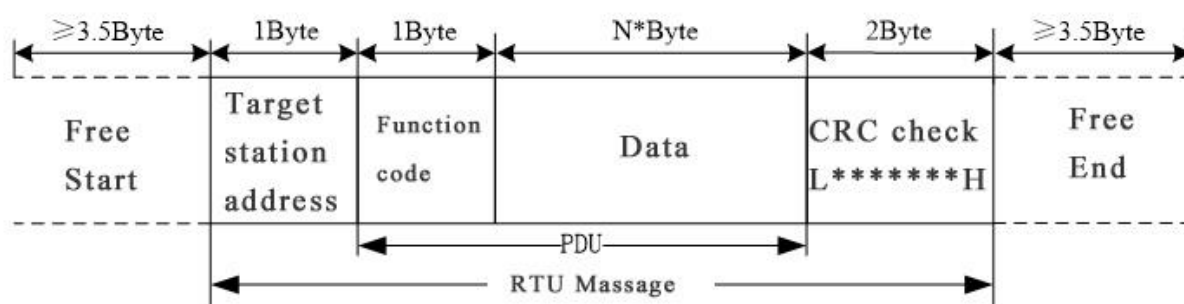 ≥3.5Byte 1Byte 1Byte N*Byte 2Byte ≥3.5Byte
Free
Start
Target
station
address
Function
code
Data
CRC check
L*******H
Free
End
PDU
RTU Massage